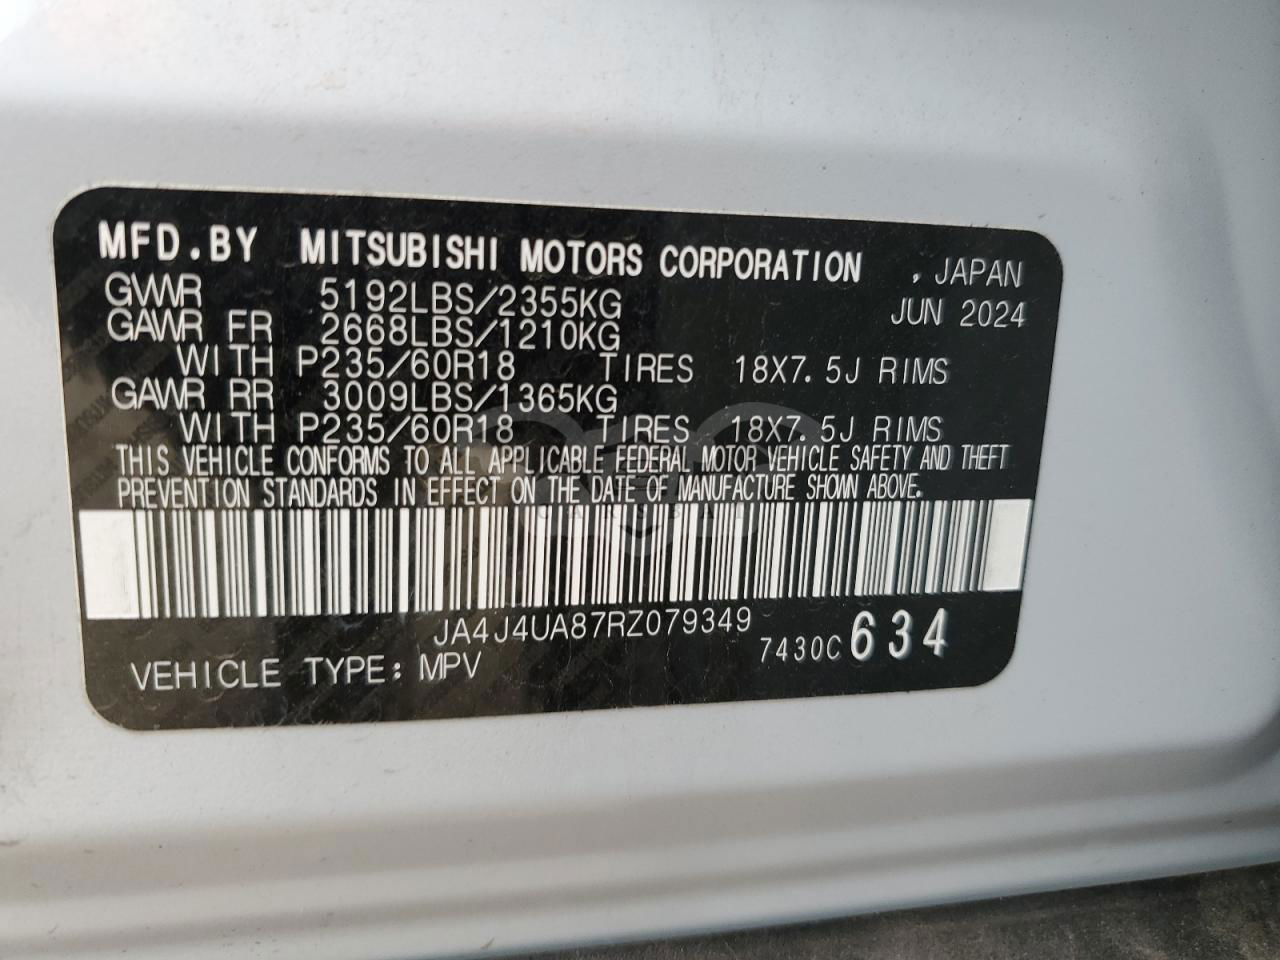 MFD.BY MITSUBISHI MOTORS CORPORATION , JAPAN
GVWR 5192LBS/2355KG JUN 2024
GAWR FR 2668LBS/1210KG
WITH P235/60R18 TIRES 18X7.5J RIMS
GAWR RR 3009LBS/1365KG
WITH P235/60R18 TIRES 18X7.5J RIMS
THIS VEHICLE CONFORMS TO ALL APPLICABLE FEDERAL MOTOR VEHICLE SAFETY AND THEFT
PREVENTION STANDARDS IN EFFECT ON THE DATE OF MANUFACTURE SHOWN ABOVE.
JA4J4UA87RZ079349
7430C 634
VEHICLE TYPE: MPV